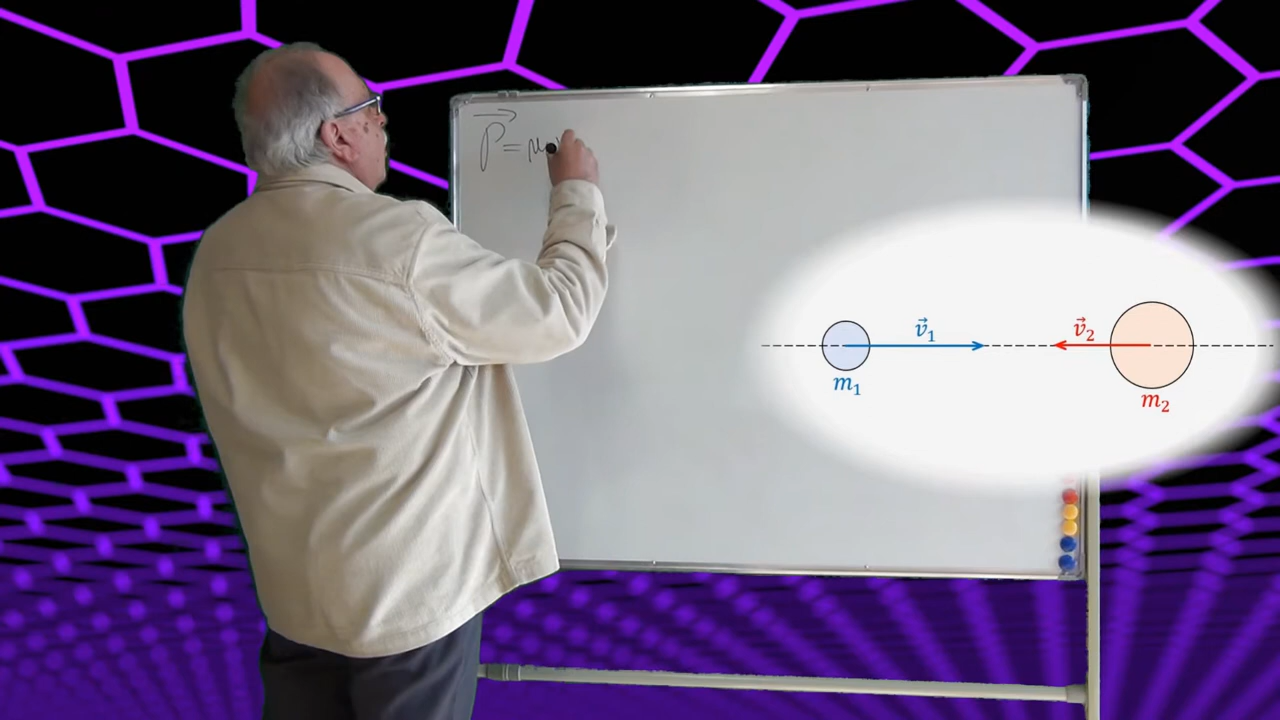 p⃗ = m
v⃗₁
v⃗₂
m₁
m₂